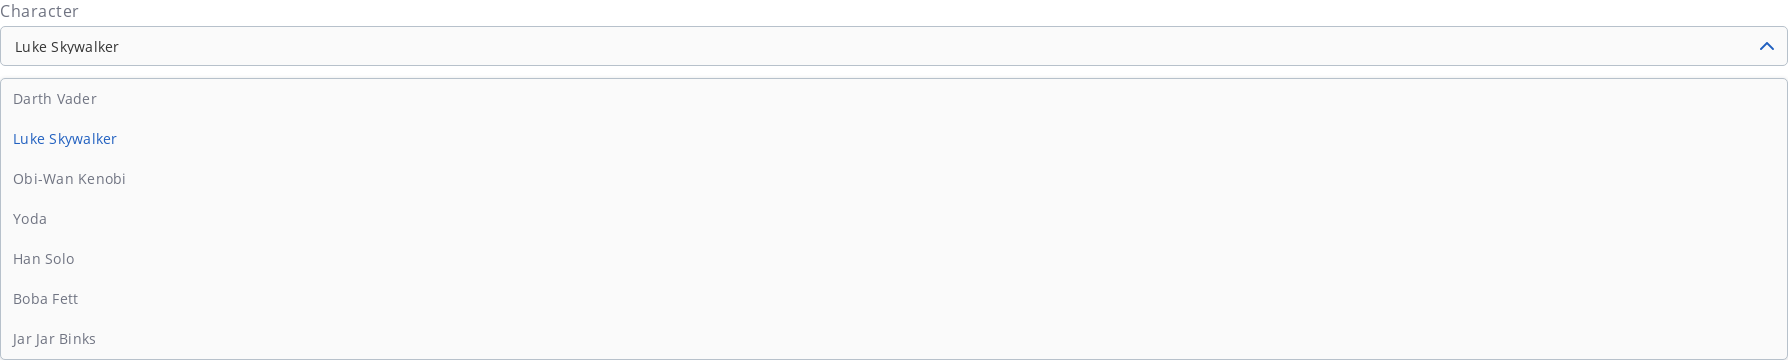 Character
Luke Skywalker
Darth Vader
Luke Skywalker
Obi-Wan Kenobi
Yoda
Han Solo
Boba Fett
Jar Jar Binks